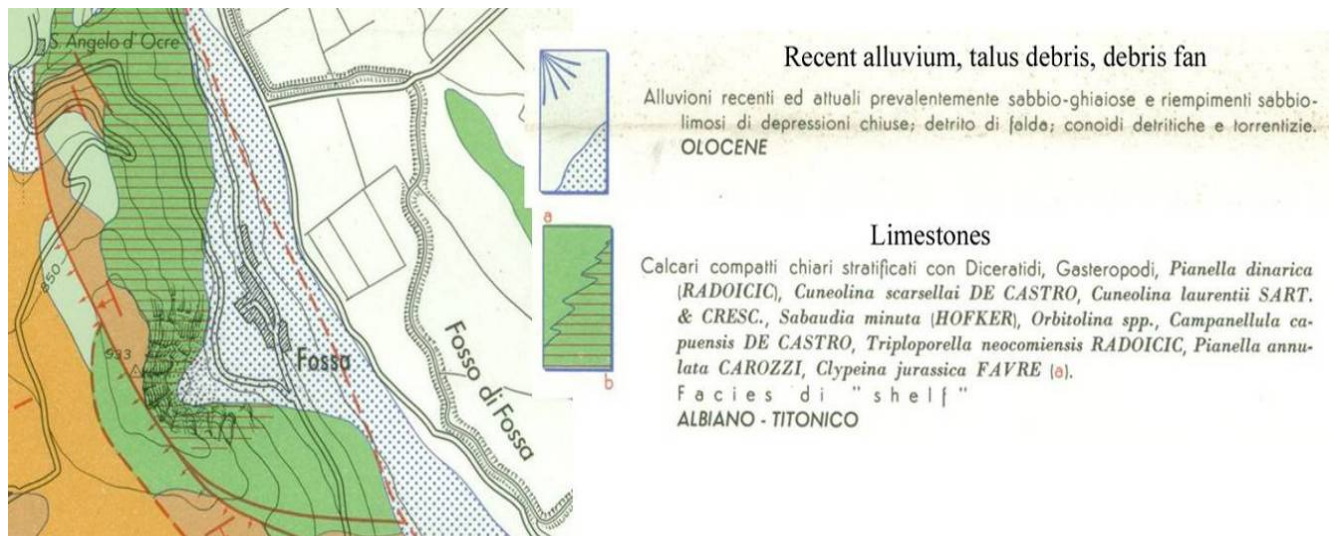 S. Angelo d'Ocre
850
933
Fossa
Fosso di Fossa
Recent alluvium, talus debris, debris fan
Alluvioni recenti ed attuali prevalentemente sabbio-ghiaiose e riempimenti sabbio-
limosi di depressioni chiuse; detrito di falda; conoidi detritiche e torrentizie.
OLOCENE
a
b
Limestones
Calcari compatti chiari stratificati con Diceratidi, Gasteropodi, Pianella dinarica
(RADOICIC), Cuneolina scarsellai DE CASTRO, Cuneolina laurentii SART.
& CRESC., Sabaudia minuta (HOFKER), Orbitolina spp., Campanellula ca-
puensis DE CASTRO, Triploporella neocomiensis RADOICIC, Pianella annu-
lata CAROZZI, Clypeina jurassica FAVRE (a).
Facies di "shelf"
ALBIANO - TITONICO